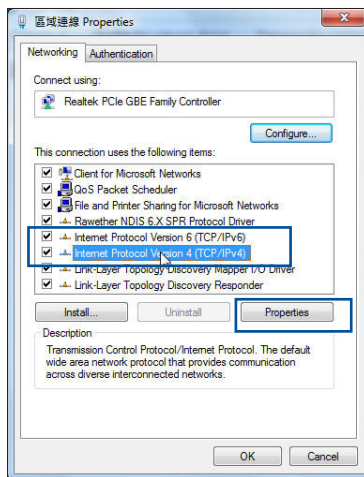 區域連線 Properties
Networking Authentication
Connect using:
Realtek PCIe GBE Family Controller
Configure...
This connection uses the following items:
Client for Microsoft Networks
QoS Packet Scheduler
File and Printer Sharing for Microsoft Networks
Rawether NDIS 6.X SPR Protocol Driver
Internet Protocol Version 6 (TCP/IPv6)
Internet Protocol Version 4 (TCP/IPv4)
Link-Layer Topology Discovery Mapper I/O Driver
Link-Layer Topology Discovery Responder
Install... Uninstall Properties
Description
Transmission Control Protocol/Internet Protocol. The default
wide area network protocol that provides communication
across diverse interconnected networks.
OK Cancel